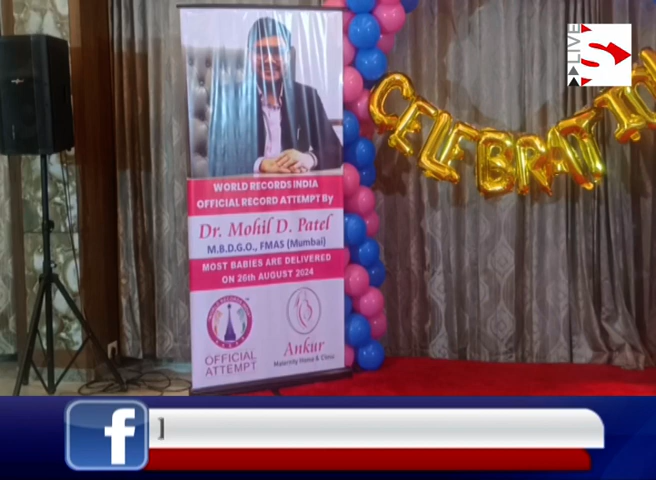 LIVE
S
CELEBRATION
WORLD RECORDS INDIA
OFFICIAL RECORD ATTEMPT By
Dr. Mohil D. Patel
M.B.D.G.O., FMAS (Mumbai)
MOST BABIES ARE DELIVERED
ON 26th AUGUST 2024
OFFICIAL
ATTEMPT
Ankur
Maternity Home & Clinic
f
]